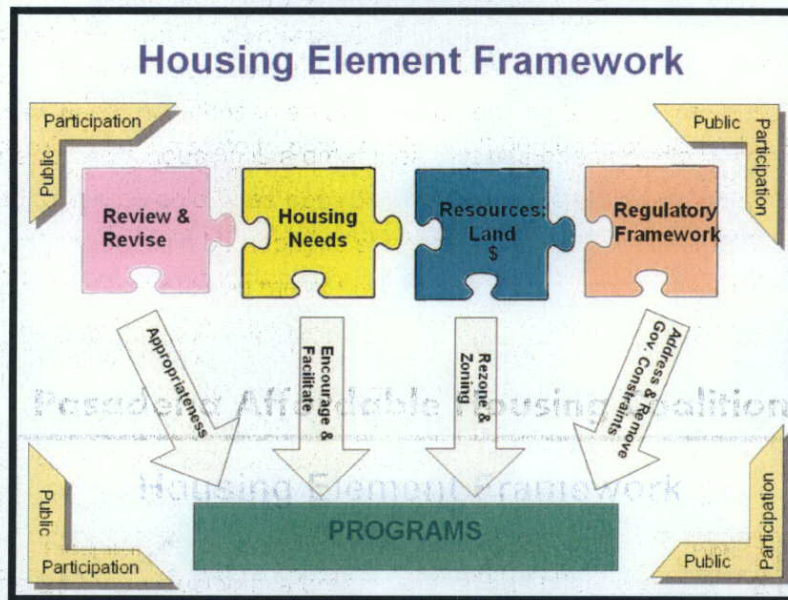 Housing Element Framework
Participation
Public
Public
Participation
Review &
Revise
Housing
Needs
Resources:
Land
$
Regulatory
Framework
Appropriateness
Encourage &
Facilitate
Rezone &
Zoning
Address & Remove
Gov. Constraints
Pasadena Affordable Housing Coalition
Housing Element Framework
PROGRAMS
Public
Participation
Public
Participation